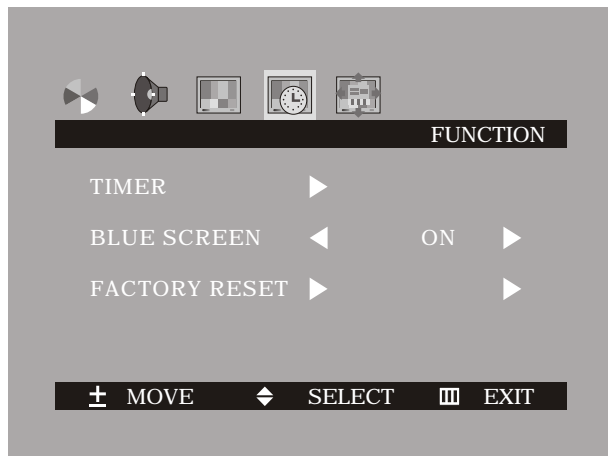 FUNCTION
TIMER
BLUE SCREEN ON
FACTORY RESET
MOVE SELECT EXIT